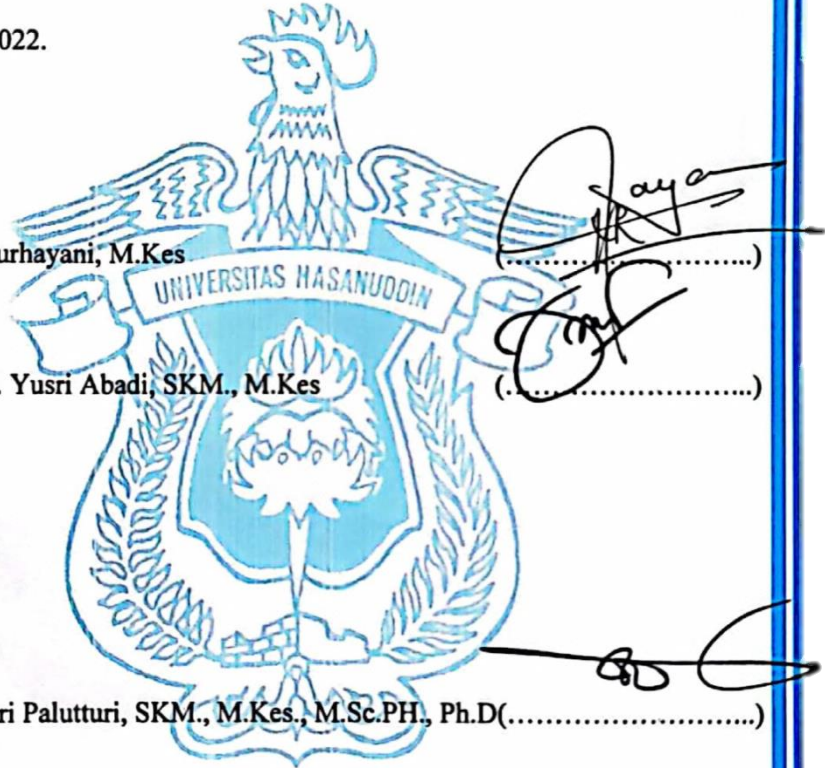 022.
urhayani, M.Kes
(...........................)
UNIVERSITAS HASANUDDIN
. Yusri Abadi, SKM., M.Kes (...........................)
ri Palutturi, SKM., M.Kes., M.Sc.PH., Ph.D(...........................)